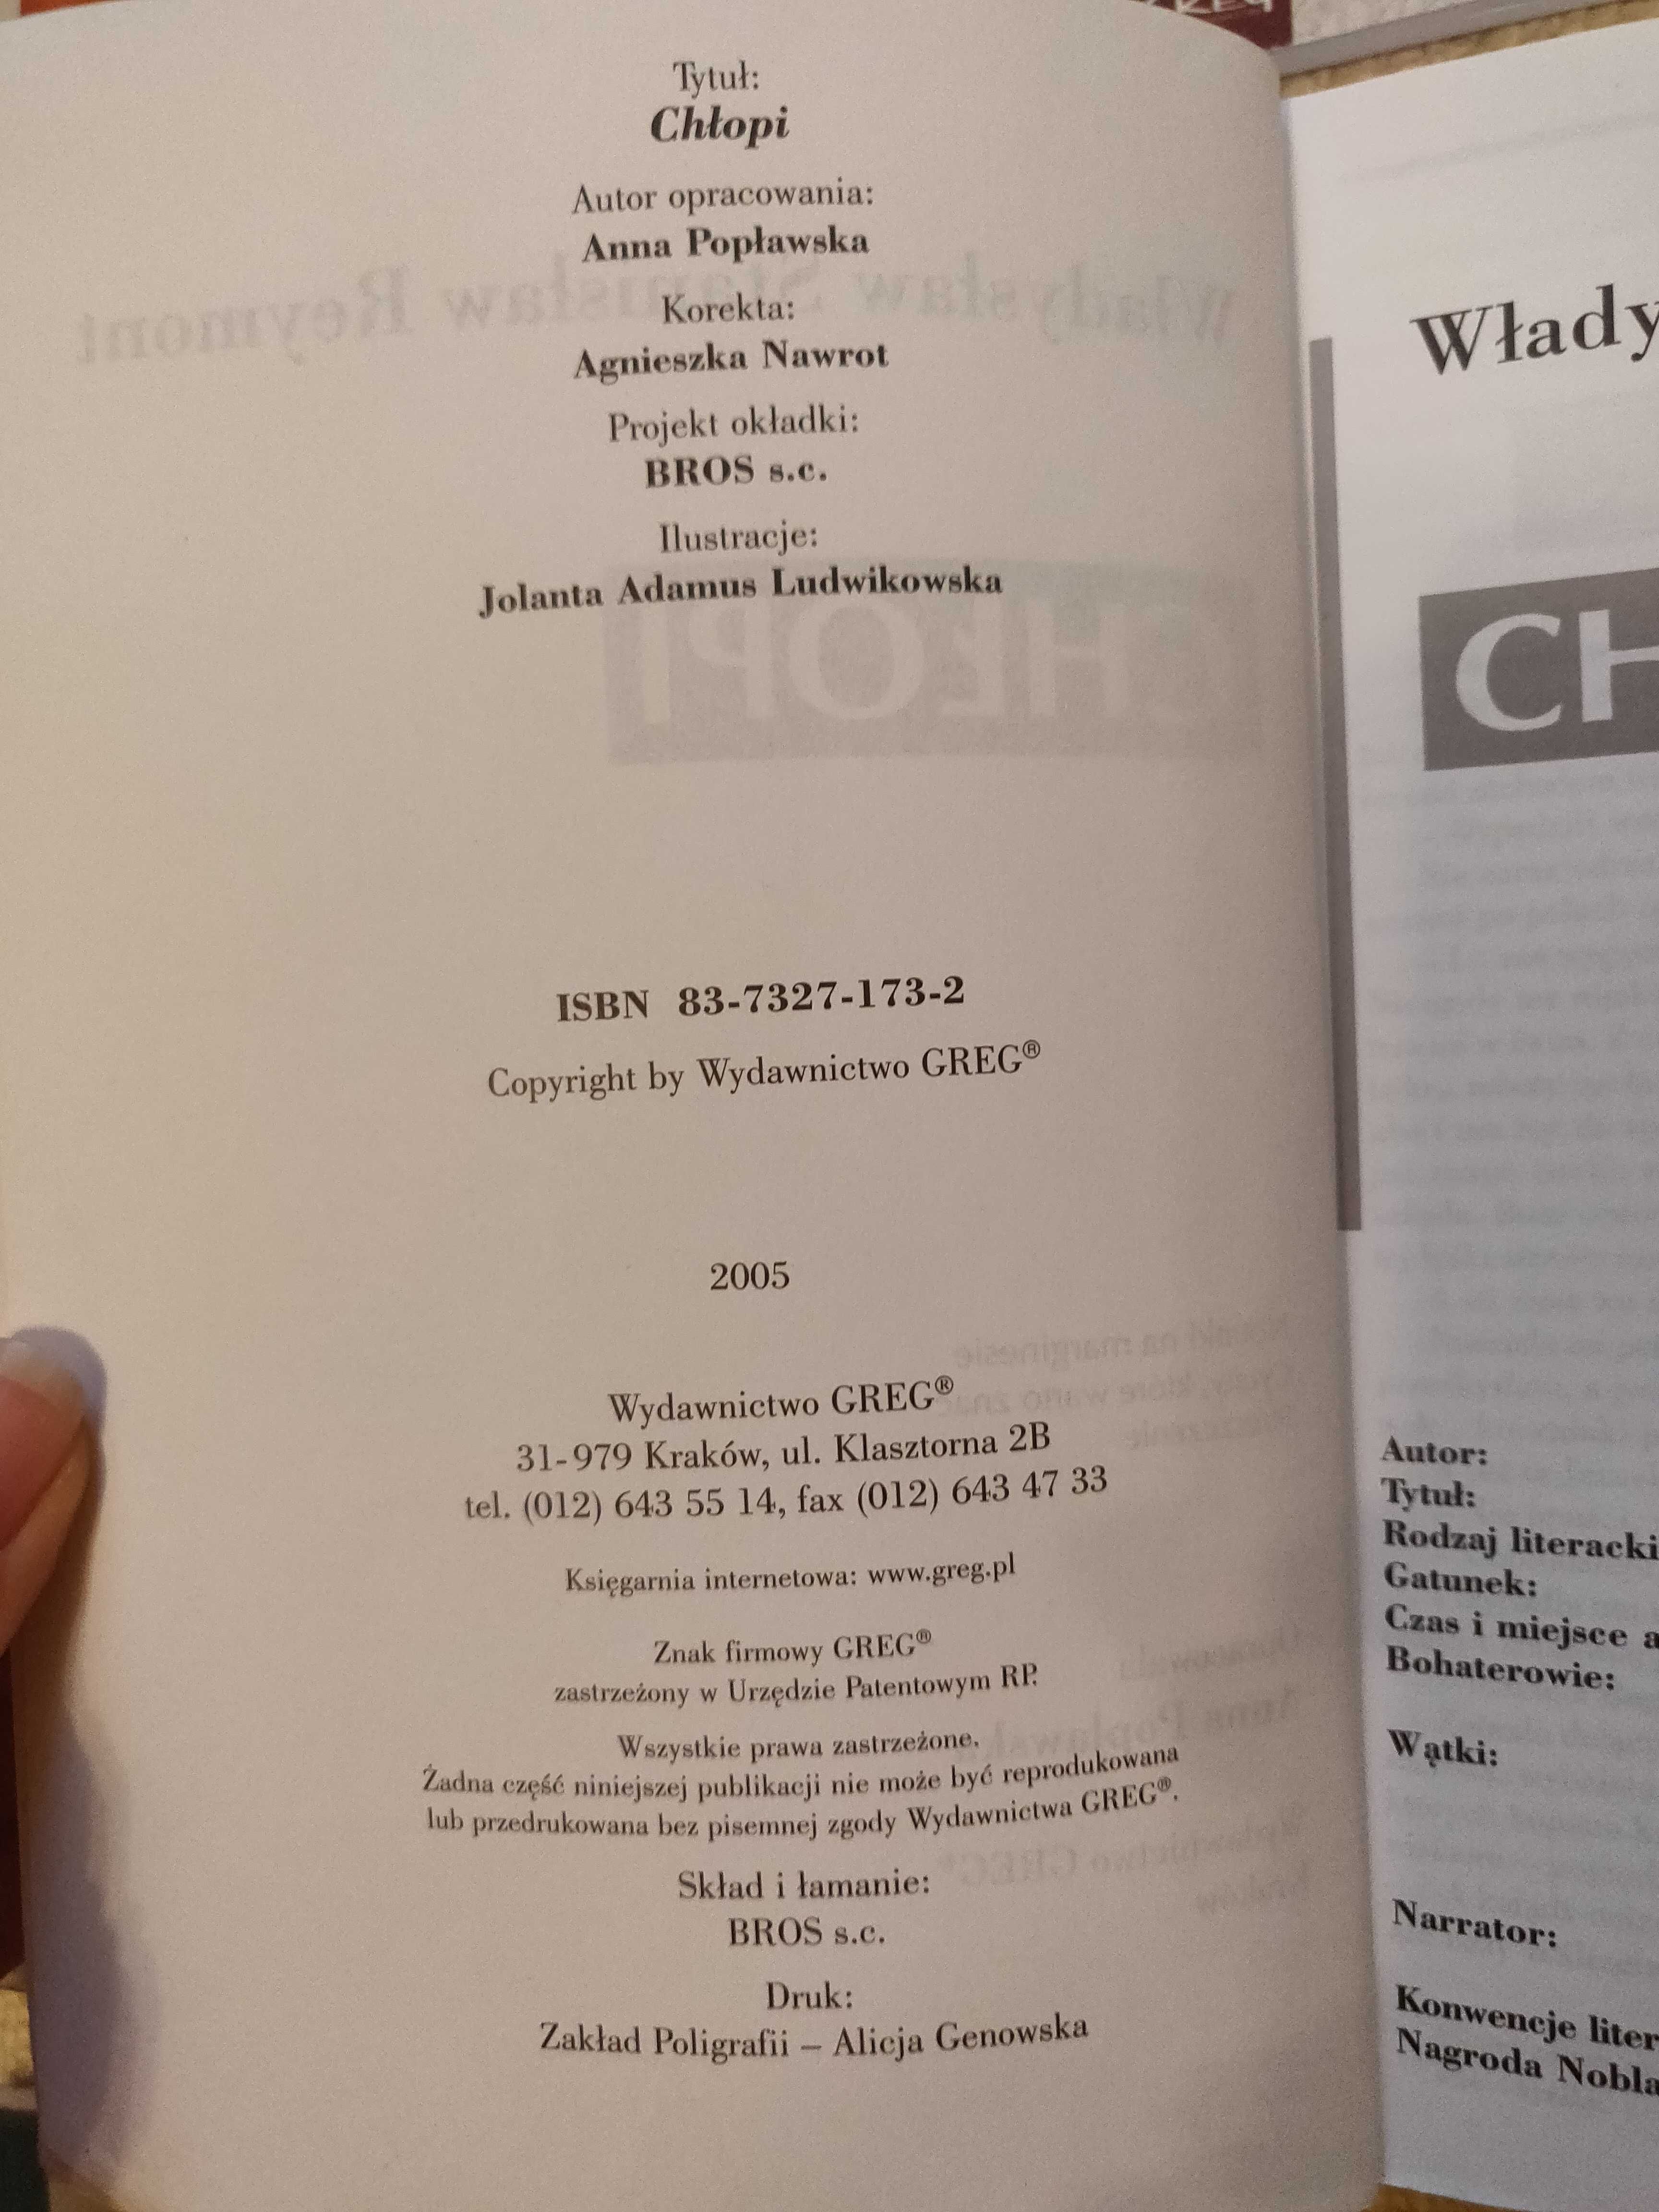 Tytuł:
Chłopi
Autor opracowania:
Anna Popławska
Korekta:
Agnieszka Nawrot
Projekt okładki:
BROS s.c.
Ilustracje:
Jolanta Adamus Ludwikowska
ISBN 83-7327-173-2
Copyright by Wydawnictwo GREG®
2005
Wydawnictwo GREG®
31-979 Kraków, ul. Klasztorna 2B
tel. (012) 643 55 14, fax (012) 643 47 33
Księgarnia internetowa: www.greg.pl
Znak firmowy GREG®
zastrzeżony w Urzędzie Patentowym RP.
Wszystkie prawa zastrzeżone.
Żadna część niniejszej publikacji nie może być reprodukowana
lub przedrukowana bez pisemnej zgody Wydawnictwa GREG®.
Skład i łamanie:
BROS s.c.
Druk:
Zakład Poligrafii – Alicja Genowska
Włady
CH
Autor:
Tytuł:
Rodzaj literacki
Gatunek:
Czas i miejsce a
Bohaterowie:
Wątki:
Narrator:
Konwencje liter
Nagroda Nobla